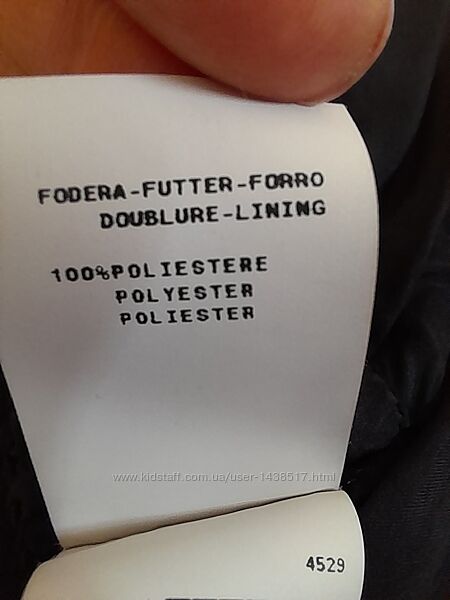 FODERA-FUTTER-FORRO
DOUBLURE-LINING
100%POLIESTERE
POLYESTER
POLIESTER
www.kidstaff.com.ua/user-1438517.html
4529